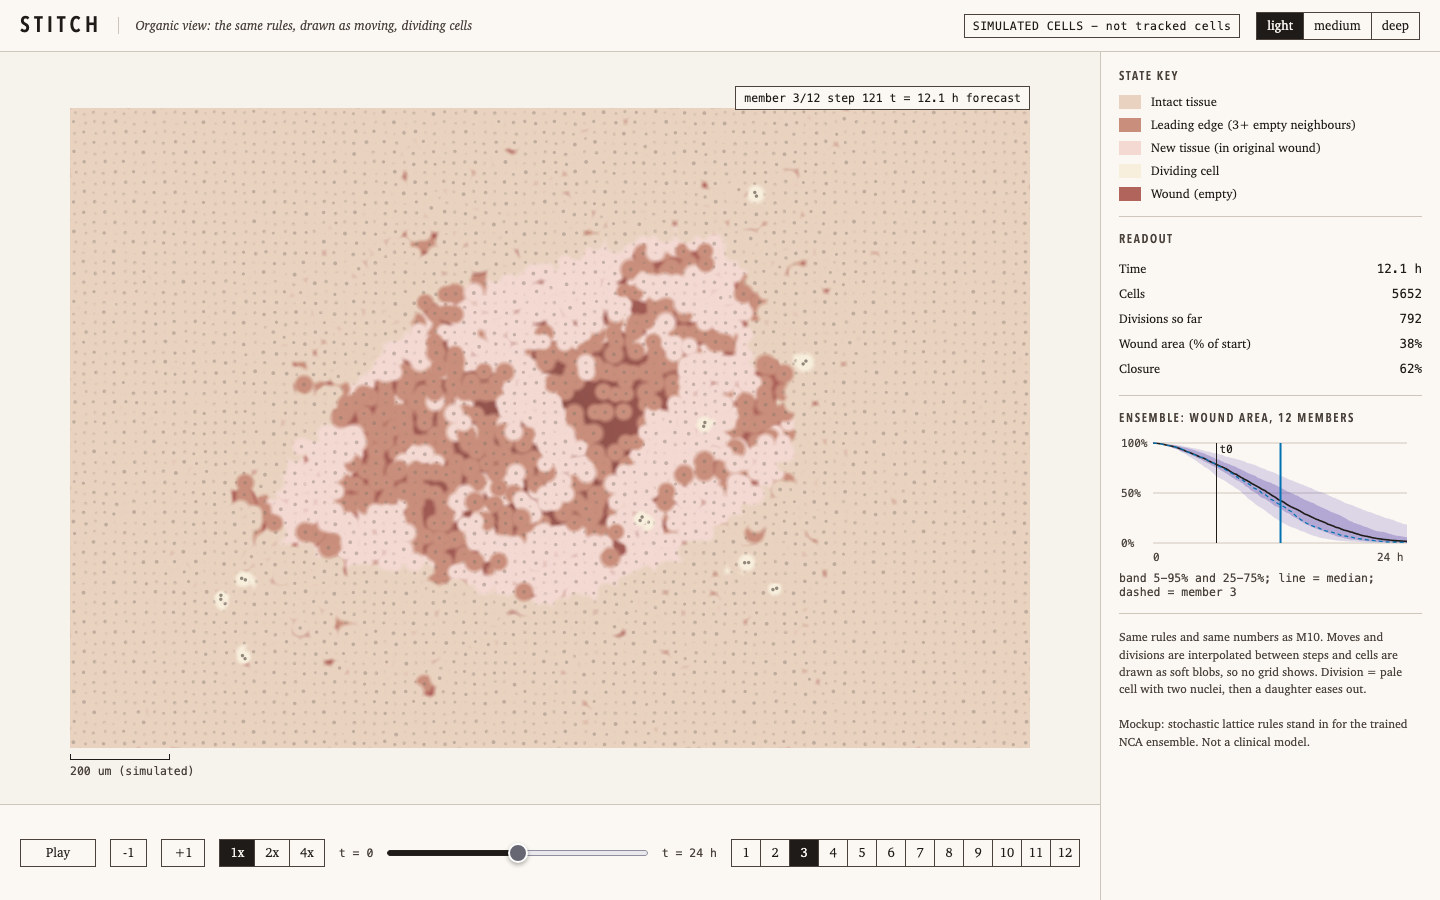 STITCH
Organic view: the same rules, drawn as moving, dividing cells
SIMULATED CELLS – not tracked cells
light medium deep
member 3/12 step 121 t = 12.1 h forecast
200 um (simulated)
Play -1 +1 1x 2x 4x t = 0 t = 24 h 1 2 3 4 5 6 7 8 9 10 11 12
STATE KEY
Intact tissue
Leading edge (3+ empty neighbours)
New tissue (in original wound)
Dividing cell
Wound (empty)
READOUT
Time 12.1 h
Cells 5652
Divisions so far 792
Wound area (% of start) 38%
Closure 62%
ENSEMBLE: WOUND AREA, 12 MEMBERS
100%
t0
50%
0%
0 24 h
band 5–95% and 25–75%; line = median;
dashed = member 3
Same rules and same numbers as M10. Moves and
divisions are interpolated between steps and cells are
drawn as soft blobs, so no grid shows. Division = pale
cell with two nuclei, then a daughter eases out.
Mockup: stochastic lattice rules stand in for the trained
NCA ensemble. Not a clinical model.